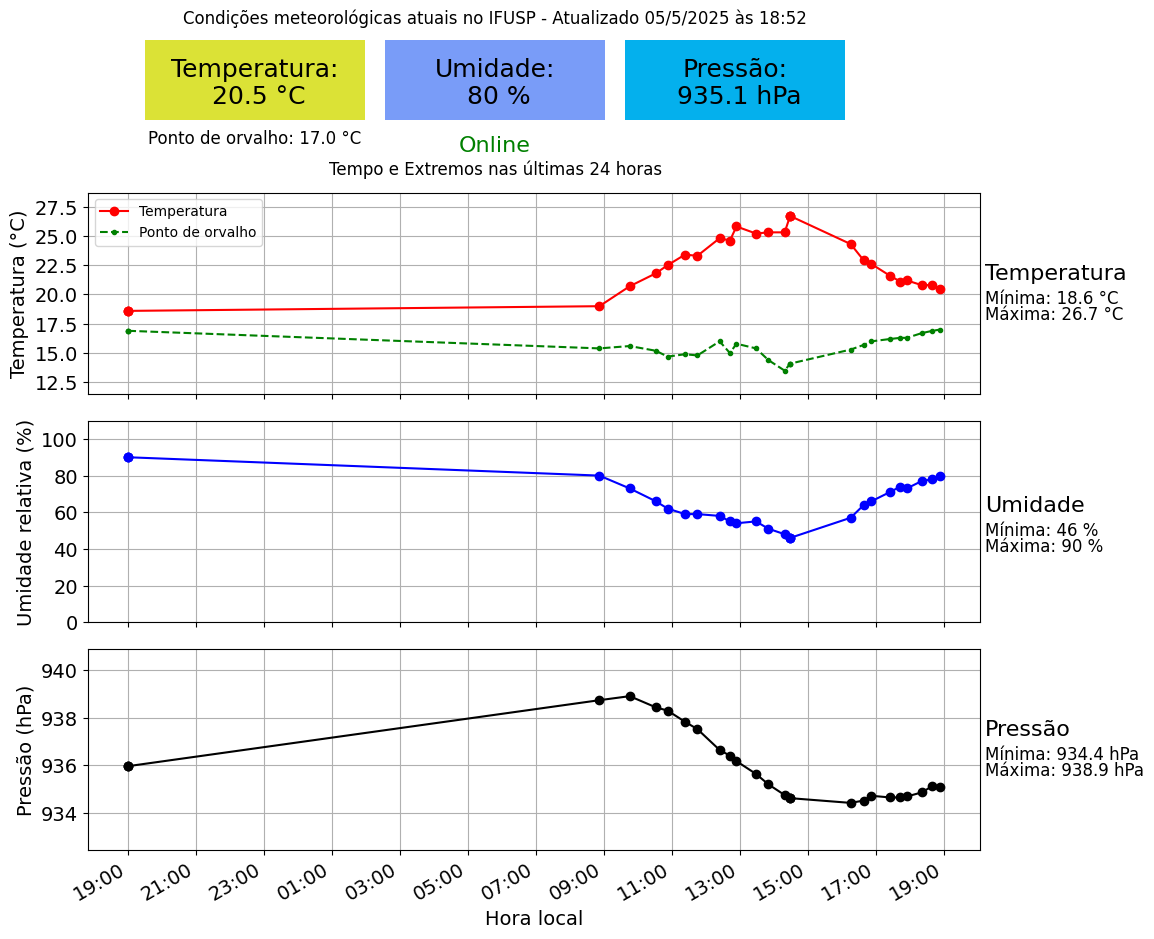 Condições meteorológicas atuais no IFUSP - Atualizado 05/5/2025 às 18:52
Temperatura:
20.5 °C
Umidade:
80 %
Pressão:
935.1 hPa
Ponto de orvalho: 17.0 °C
Online
Tempo e Extremos nas últimas 24 horas
Temperatura (°C)
27.5
25.0
22.5
20.0
17.5
15.0
12.5
Temperatura
Ponto de orvalho
Temperatura
Mínima: 18.6 °C
Máxima: 26.7 °C
Umidade relativa (%)
100
80
60
40
20
0
Umidade
Mínima: 46 %
Máxima: 90 %
Pressão (hPa)
940
938
936
934
Pressão
Mínima: 934.4 hPa
Máxima: 938.9 hPa
19:00 21:00 23:00 01:00 03:00 05:00 07:00 09:00 11:00 13:00 15:00 17:00 19:00
Hora local